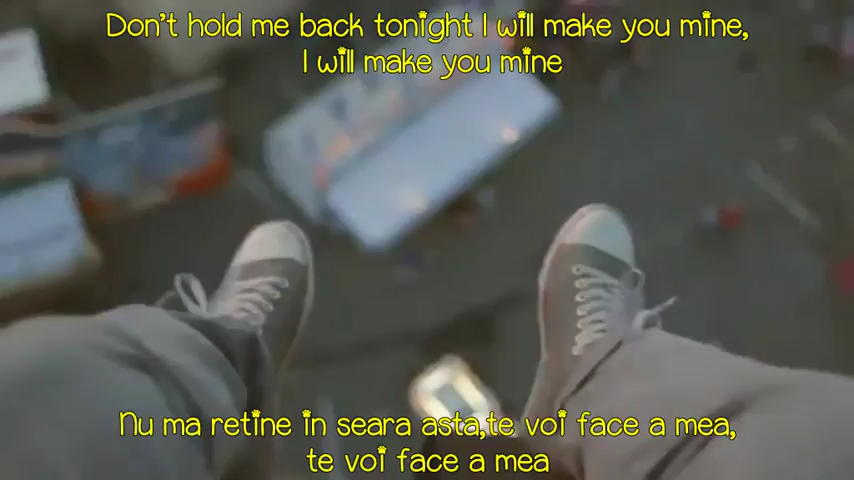 Don't hold me back tonight I will make you mine,
I will make you mine
Nu ma retine in seara asta,te voi face a mea,
te voi face a mea